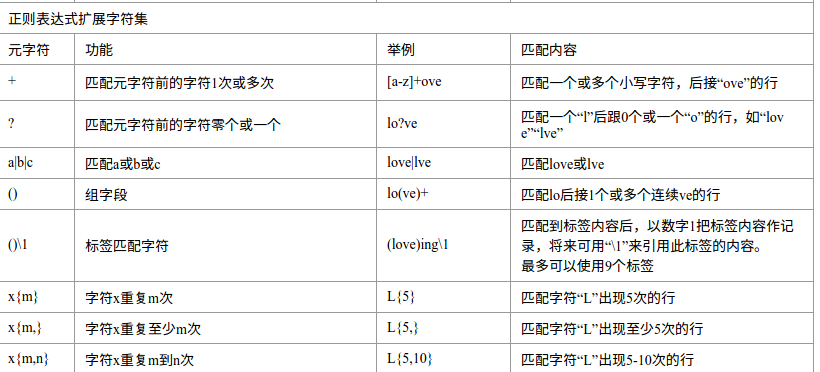 正则表达式扩展字符集
元字符 功能 举例 匹配内容
+ 匹配元字符前的字符1次或多次 [a-z]+ove 匹配一个或多个小写字符，后接“ove”的行
? 匹配元字符前的字符零个或一个 lo?ve 匹配一个“l”后跟0个或一个“o”的行，如“lov
e”“lve”
a|b|c 匹配a或b或c love|lve 匹配love或lve
() 组字段 lo(ve)+ 匹配lo后接1个或多个连续ve的行
()\1 标签匹配字符 (love)ing\1 匹配到标签内容后，以数字1把标签内容作记
录，将来可用“\1”来引用此标签的内容。
最多可以使用9个标签
x{m} 字符x重复m次 L{5} 匹配字符“L”出现5次的行
x{m,} 字符x重复至少m次 L{5,} 匹配字符“L”出现至少5次的行
x{m,n} 字符x重复m到n次 L{5,10} 匹配字符“L”出现5-10次的行